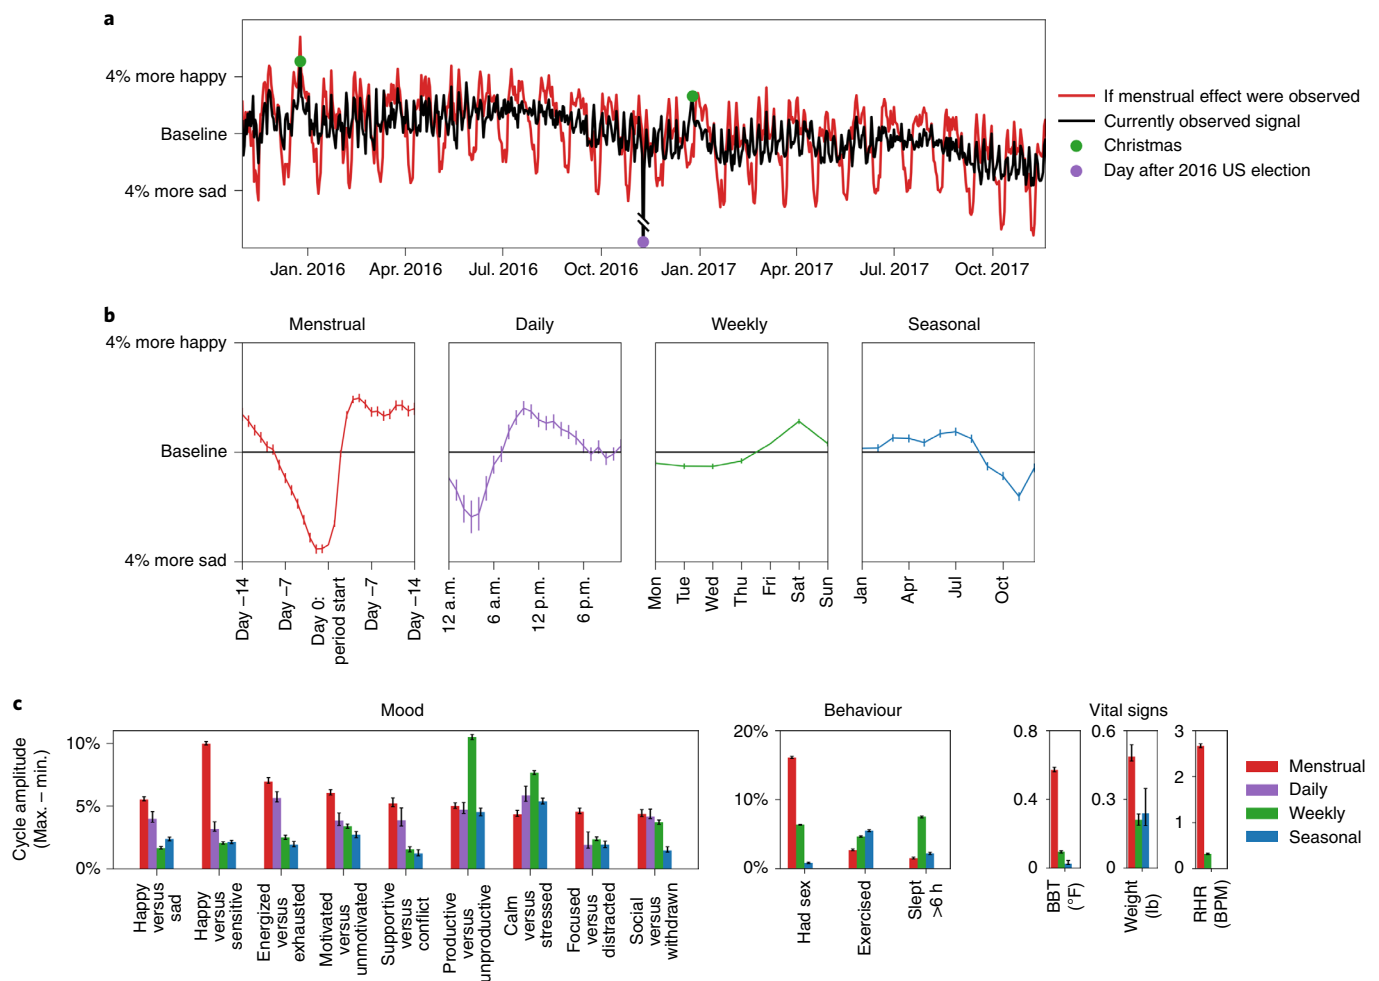 a
4% more happy
Baseline
4% more sad
Jan. 2016
Apr. 2016
Jul. 2016
Oct. 2016
Jan. 2017
Apr. 2017
Jul. 2017
Oct. 2017
If menstrual effect were observed
Currently observed signal
Christmas
Day after 2016 US election
b
Menstrual
Daily
Weekly
Seasonal
4% more happy
Baseline
4% more sad
Day –14
Day –7
Day 0:
period start
Day –7
Day –14
12 a.m.
6 a.m.
12 p.m.
6 p.m.
Mon
Tue
Wed
Thu
Fri
Sat
Sun
Jan
Apr
Jul
Oct
c
Mood
Cycle amplitude
(Max. – min.)
10%
5%
0%
Happy
versus
sad
Happy
versus
sensitive
Energized
versus
exhausted
Motivated
versus
unmotivated
Supportive
versus
conflict
Productive
versus
unproductive
Calm
versus
stressed
Focused
versus
distracted
Social
versus
withdrawn
Behaviour
20%
10%
0%
Had sex
Exercised
Slept
>6 h
Vital signs
0.8
0.4
0
BBT
(°F)
0.6
0.3
0
Weight
(lb)
3
2
1
0
RHR
(BPM)
Menstrual
Daily
Weekly
Seasonal